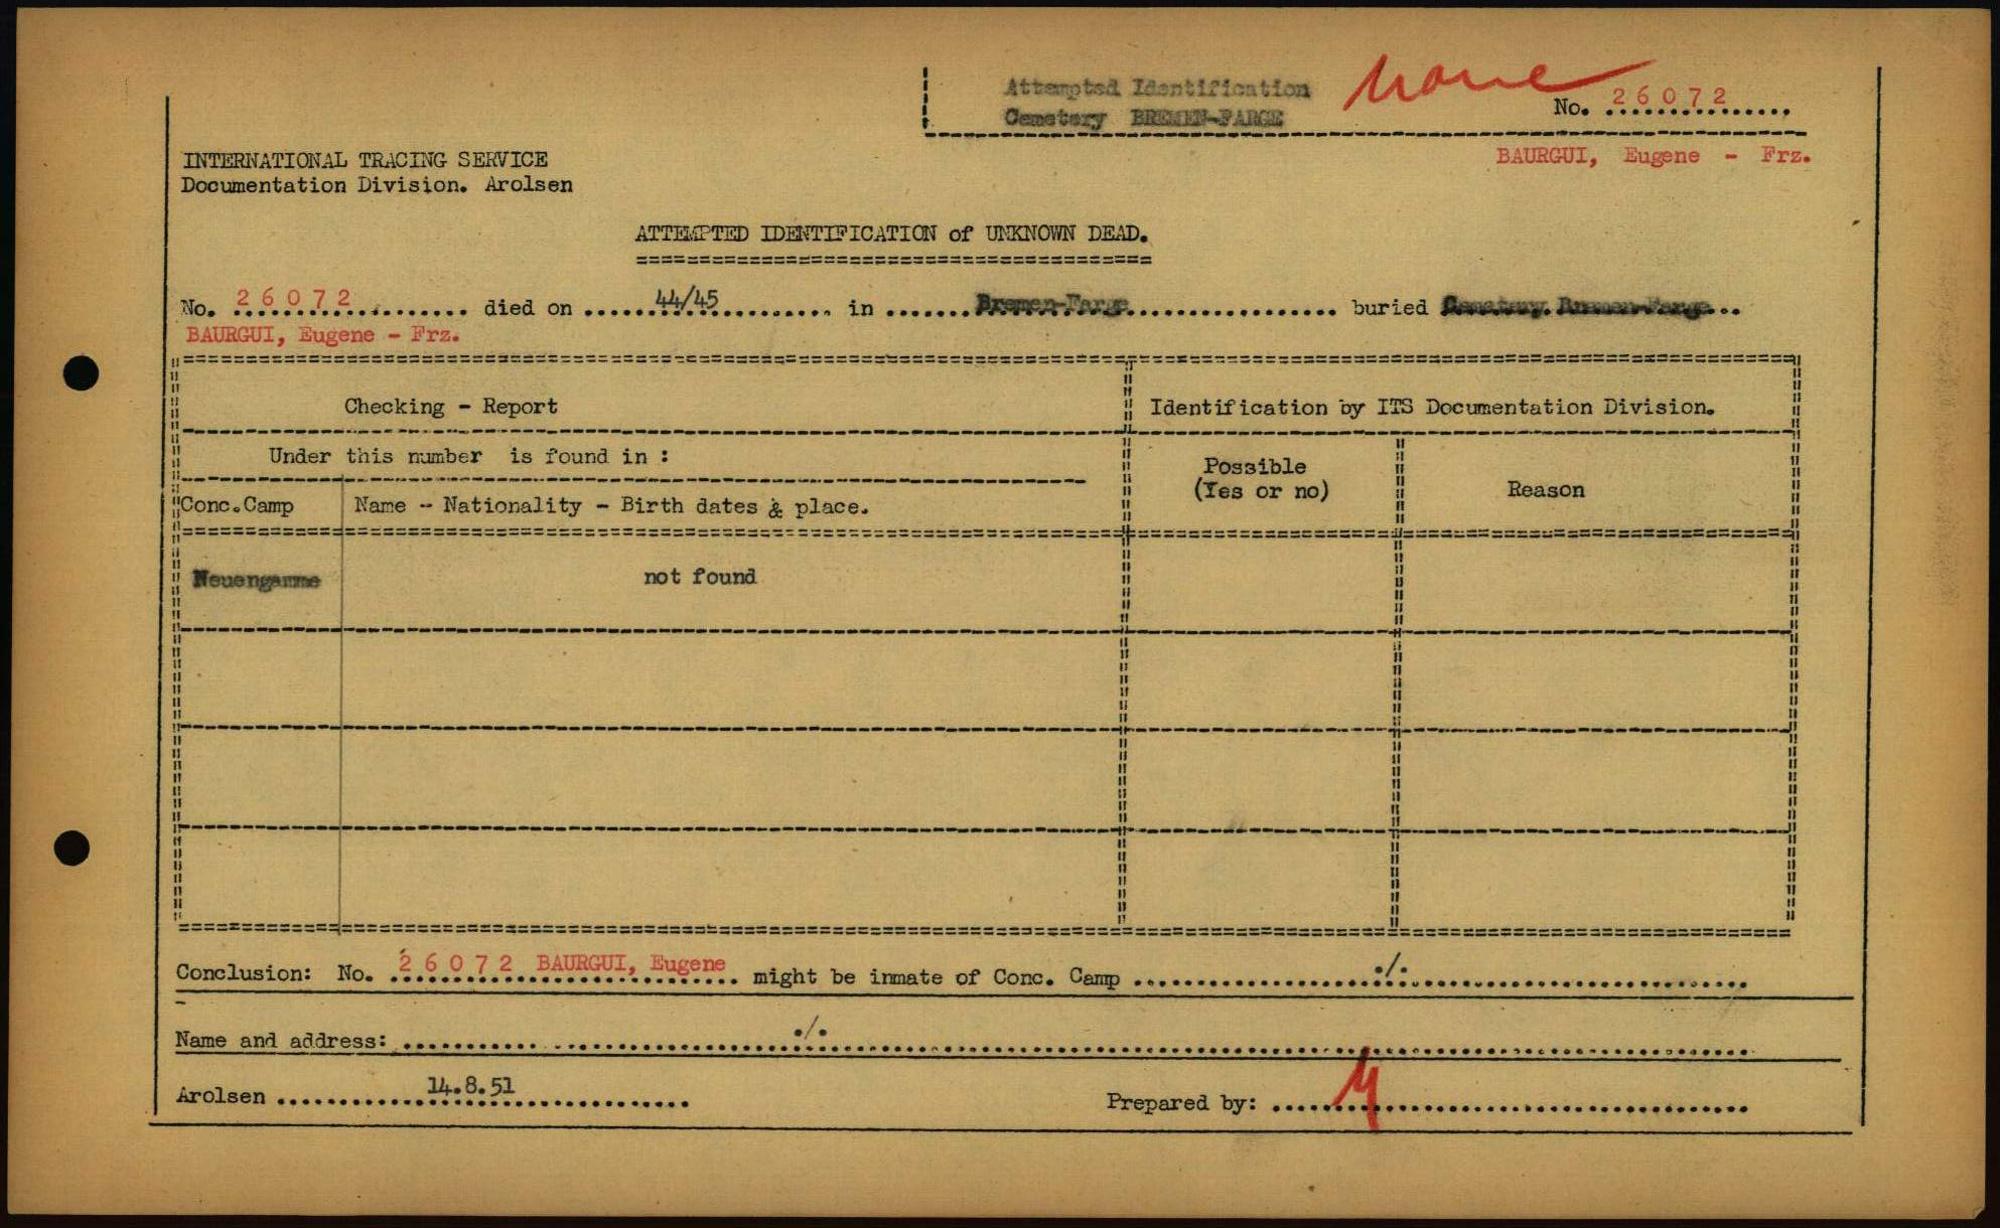 Attempted Identification
Cemetery BREMEN-FARGE
None
No. 26072
BAURGUI, Eugene - Frz.
INTERNATIONAL TRACING SERVICE
Documentation Division. Arolsen
ATTEMPTED IDENTIFICATION of UNKNOWN DEAD.
No. 26072 died on 44/45 in Bremen-Farge buried Cemetery Bremen-Farge
BAURGUI, Eugene - Frz.
Checking - Report
Identification by ITS Documentation Division.
Under this number is found in :
Possible
(Yes or no)
Reason
Conc.Camp
Name - Nationality - Birth dates & place.
Neuengamme
not found
Conclusion: No. 26072 BAURGUI, Eugene might be inmate of Conc. Camp ./.
Name and address: ./.
Arolsen 14.8.51
Prepared by: